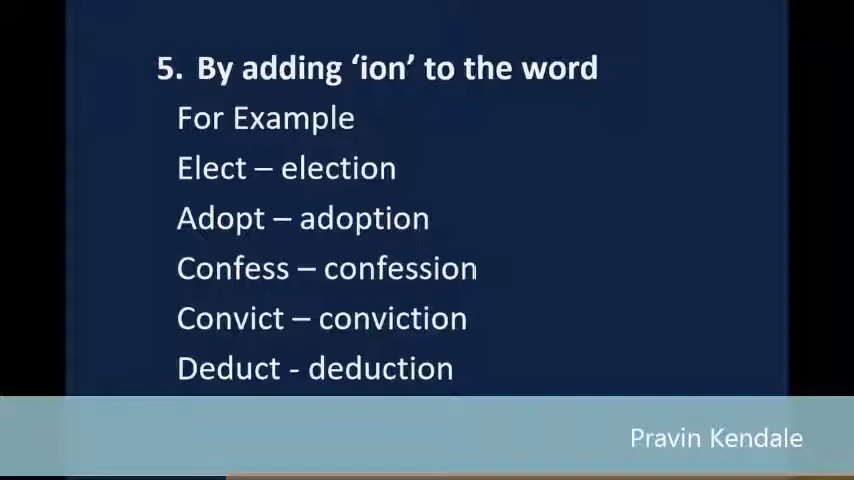 5. By adding ‘ion’ to the word
For Example
Elect – election
Adopt – adoption
Confess – confession
Convict – conviction
Deduct - deduction
Pravin Kendale